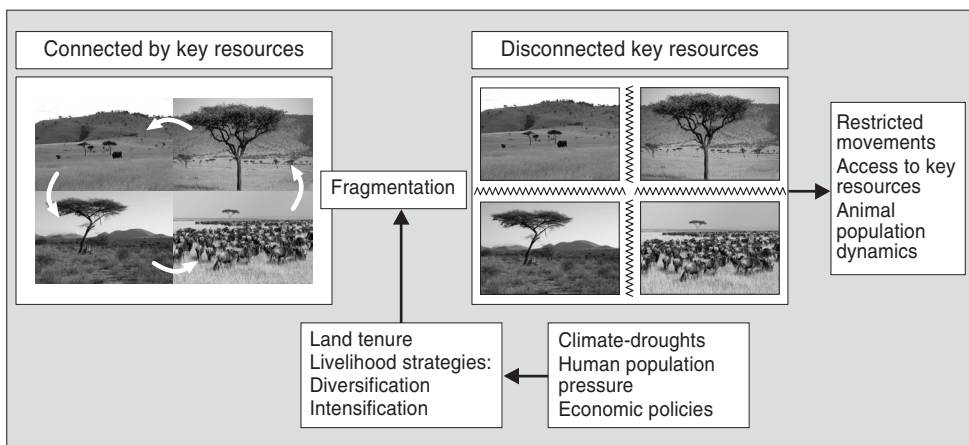 Connected by key resources
Disconnected key resources
Fragmentation
Restricted
movements
Access to key
resources
Animal
population
dynamics
Land tenure
Livelihood strategies:
Diversification
Intensification
Climate-droughts
Human population
pressure
Economic policies